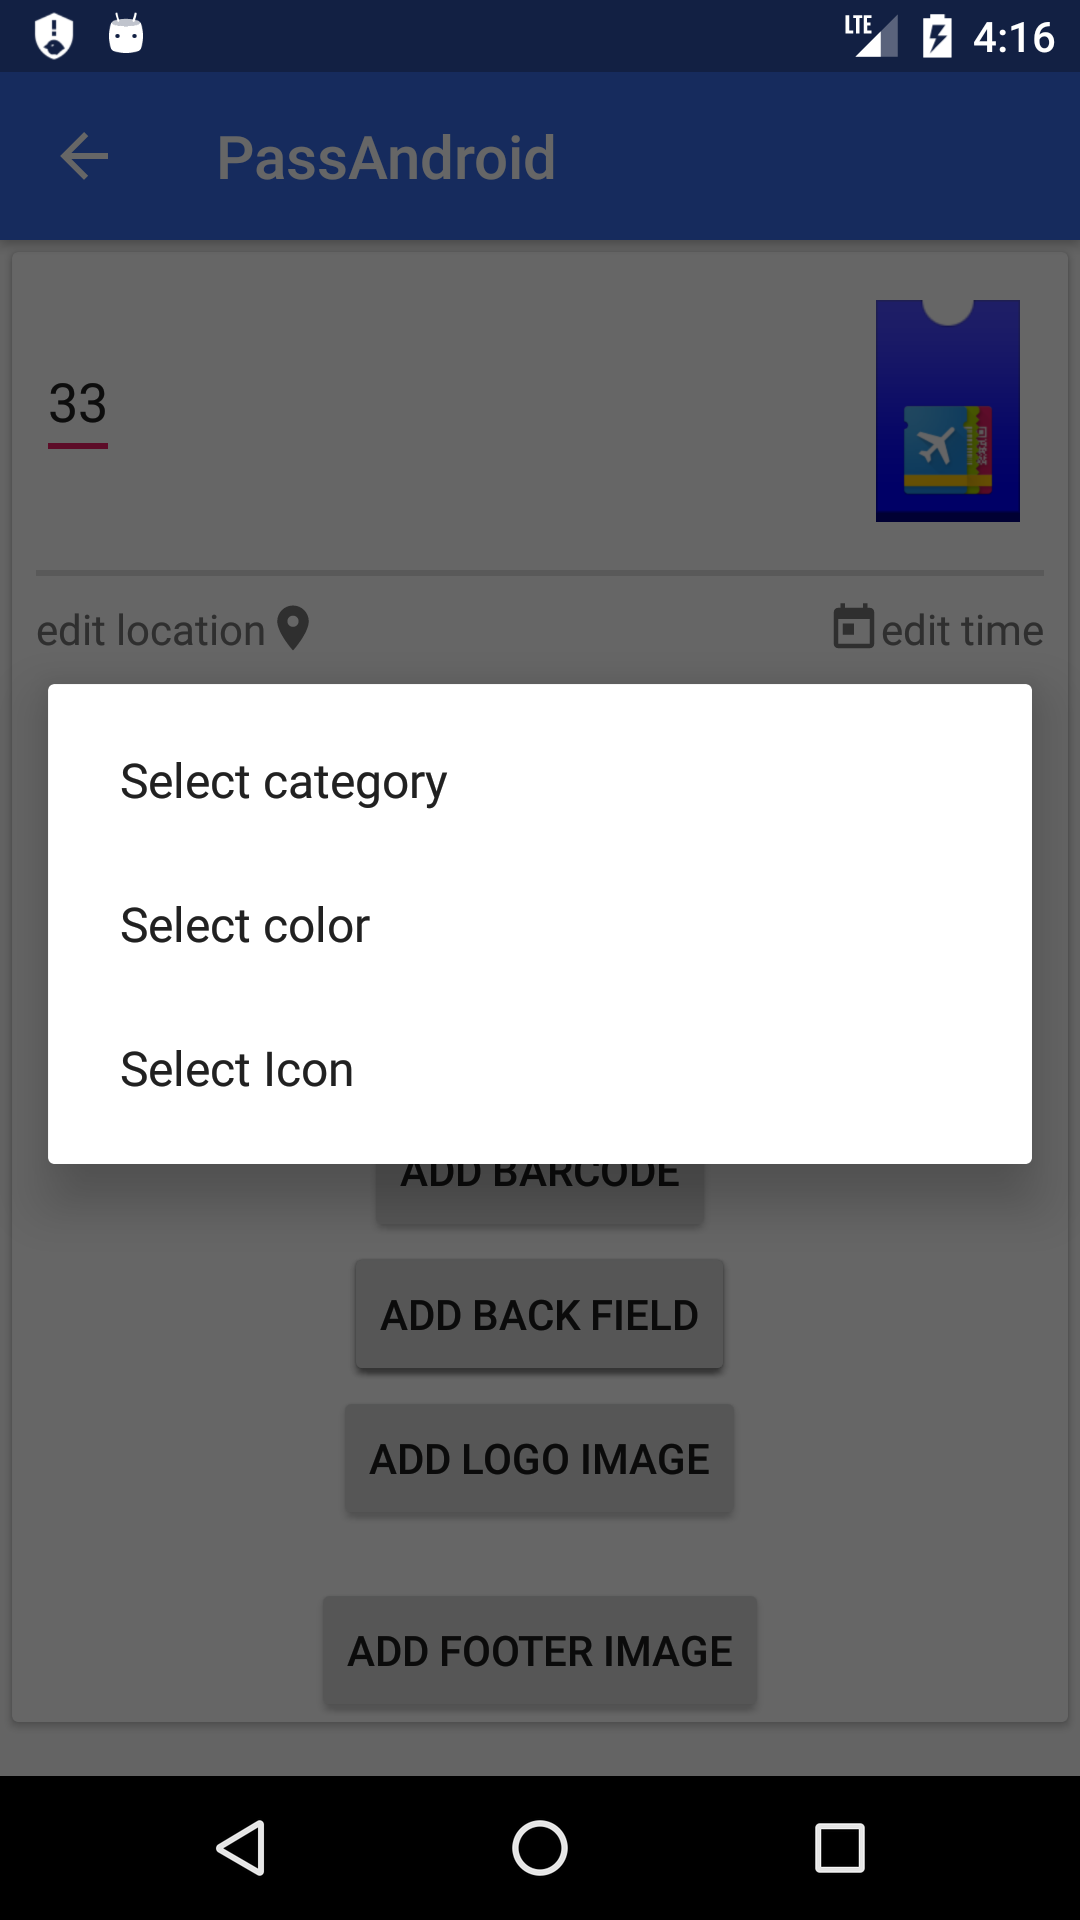 LTE 4:16
PassAndroid
33
edit location edit time
Select category
Select color
Select Icon
ADD BARCODE
ADD BACK FIELD
ADD LOGO IMAGE
ADD FOOTER IMAGE